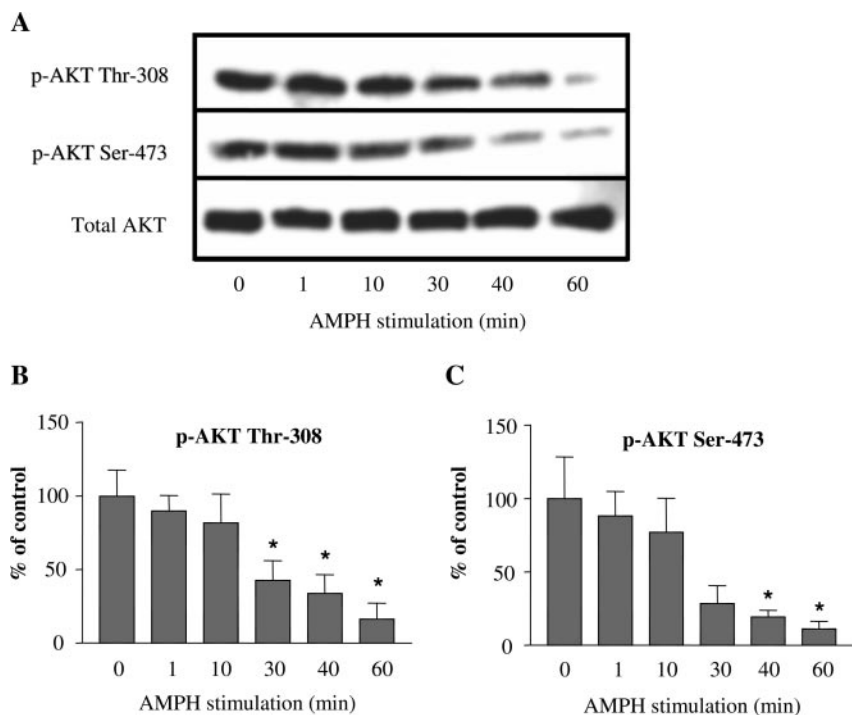 A
p-AKT Thr-308
p-AKT Ser-473
Total AKT
0 1 10 30 40 60
AMPH stimulation (min)
B
p-AKT Thr-308
% of control
150
100
50
0
* * *
0 1 10 30 40 60
AMPH stimulation (min)
C
p-AKT Ser-473
% of control
150
100
50
0
* *
0 1 10 30 40 60
AMPH stimulation (min)